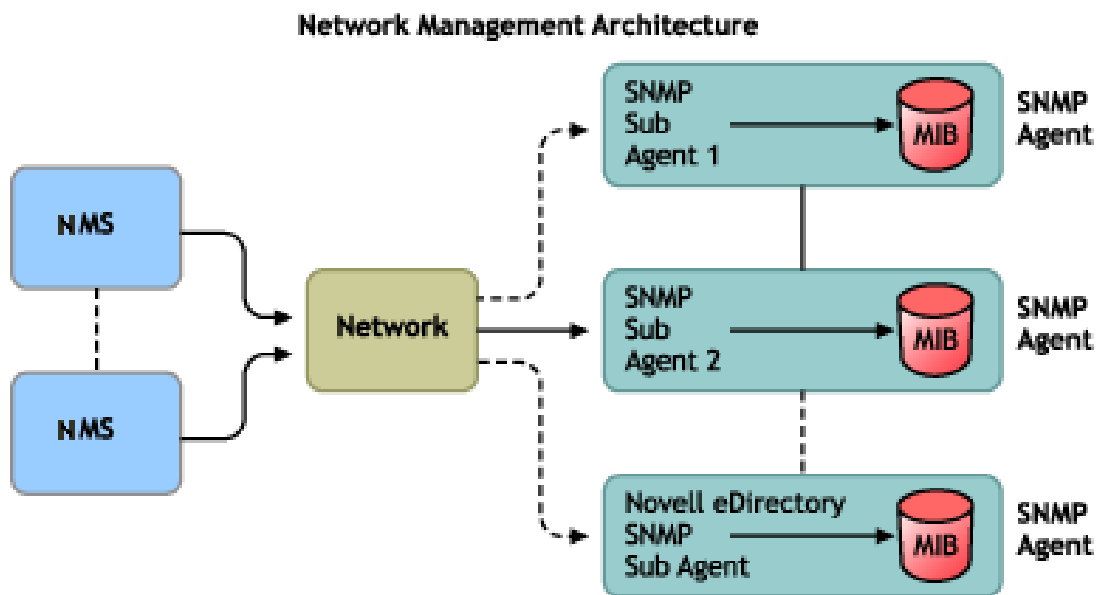 Network Management Architecture
NMS
NMS
Network
SNMP
Sub
Agent 1
MIB
SNMP
Agent
SNMP
Sub
Agent 2
MIB
SNMP
Agent
Novell eDirectory
SNMP
Sub Agent
MIB
SNMP
Agent